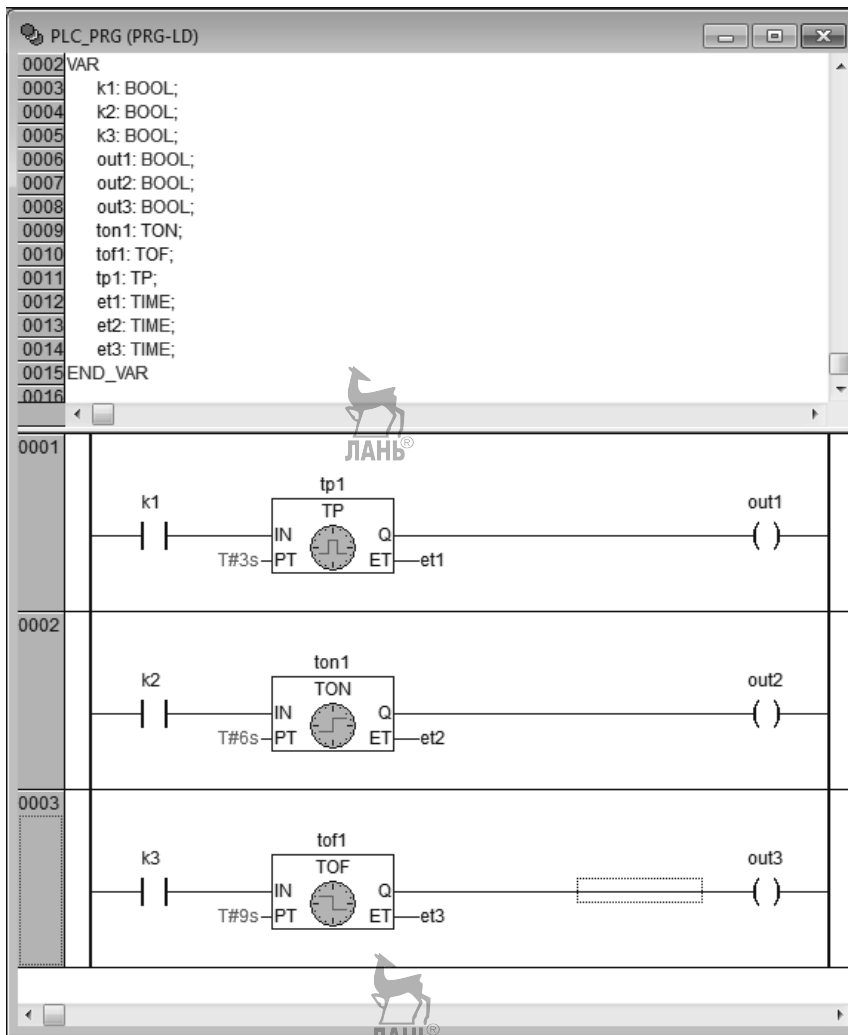 PLC_PRG (PRG-LD)
0002 VAR
0003 k1: BOOL;
0004 k2: BOOL;
0005 k3: BOOL;
0006 out1: BOOL;
0007 out2: BOOL;
0008 out3: BOOL;
0009 ton1: TON;
0010 tof1: TOF;
0011 tp1: TP;
0012 et1: TIME;
0013 et2: TIME;
0014 et3: TIME;
0015 END_VAR
0016
ЛАНЬ®
0001
tp1
k1 TP out1
IN Q
T#3s PT ET et1
0002
ton1
k2 TON out2
IN Q
T#6s PT ET et2
0003
tof1
k3 TOF out3
IN Q
T#9s PT ET et3
ЛАНЬ®